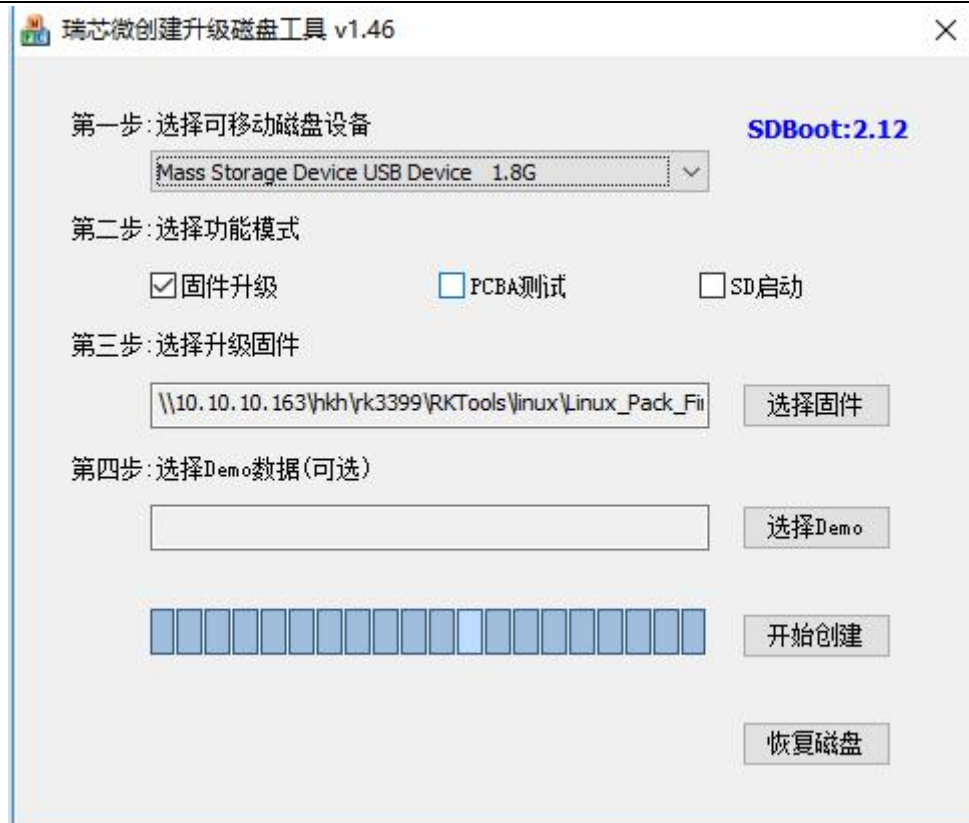 瑞芯微创建升级磁盘工具 v1.46
第一步:选择可移动磁盘设备
SDBoot:2.12
Mass Storage Device USB Device 1.8G
第二步:选择功能模式
固件升级 PCBA测试 SD启动
第三步:选择升级固件
\\10.10.10.163\hkh\rk3399\RKTools\linux\Linux_Pack_Fir 选择固件
第四步:选择Demo数据(可选)
选择Demo
开始创建
恢复磁盘